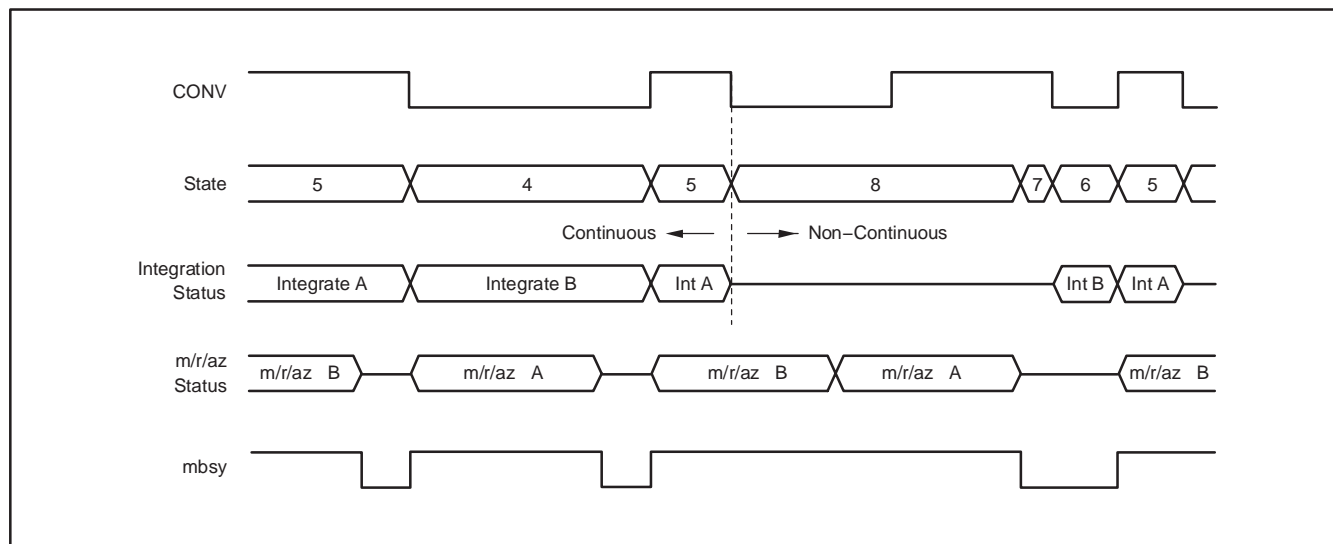 CONV
State 5 4 5 8 7 6 5
Continuous Non−Continuous
Integration
Status
Integrate A Integrate B Int A Int B Int A
m/r/az
Status
m/r/az B m/r/az A m/r/az B m/r/az A m/r/az B
mbsy